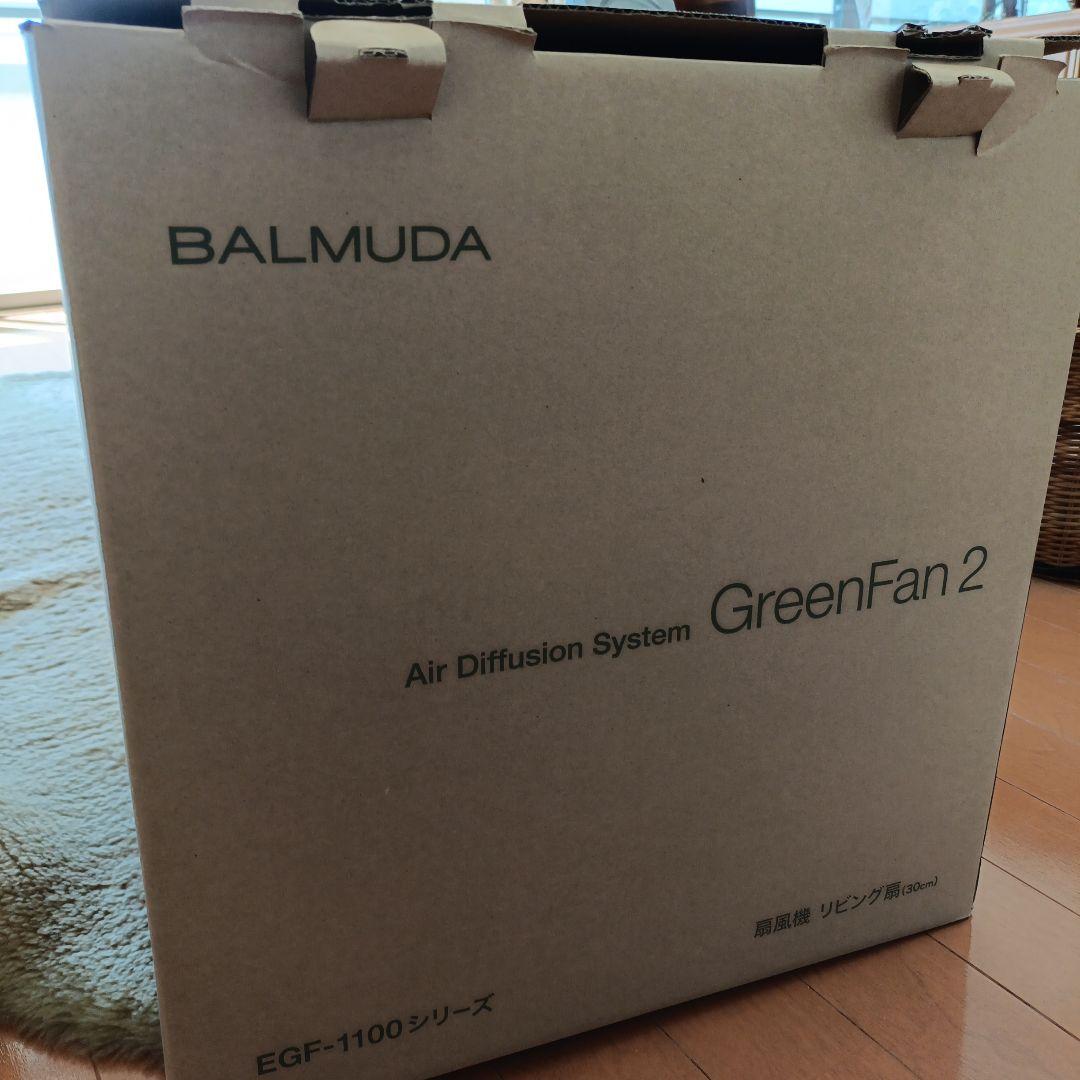 BALMUDA
Air Diffusion System GreenFan 2
扇風機 リビング扇(30cm)
EGF-1100シリーズ